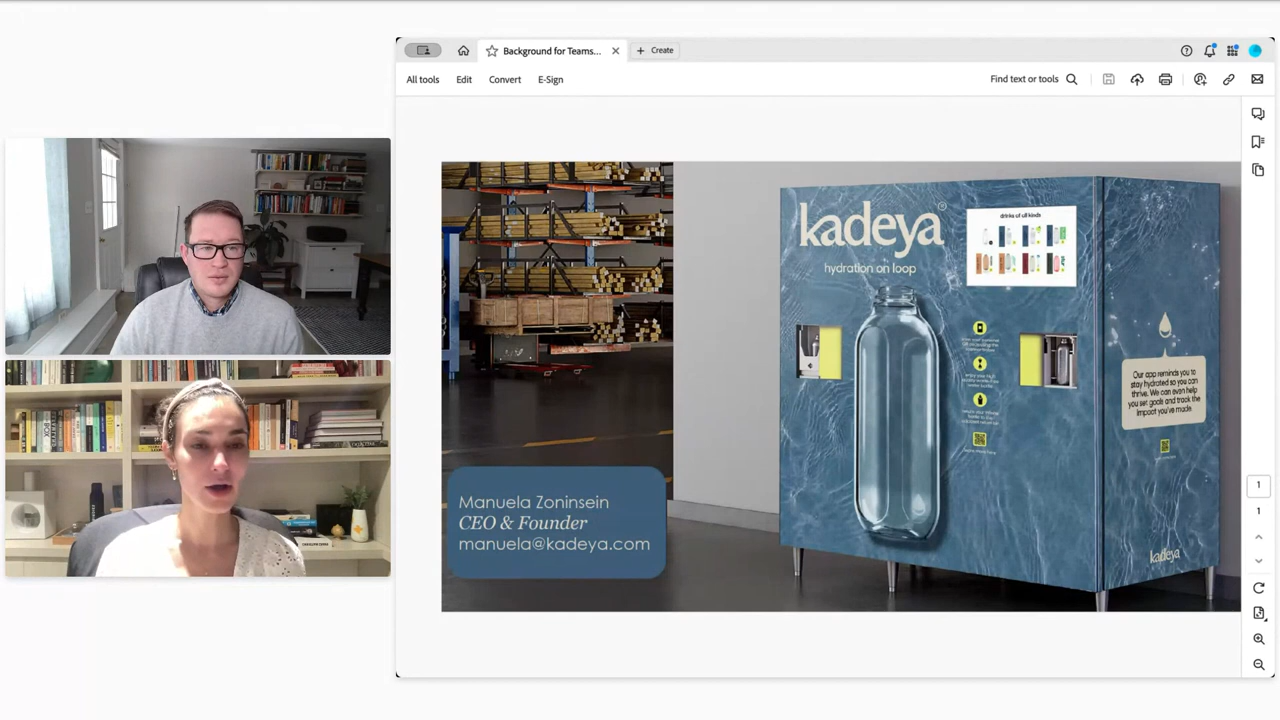 Background for Teams...
Create
All tools
Edit
Convert
E-Sign
Find text or tools
kadeya
hydration on loop
drinks of all kinds
Our app reminds you to
stay hydrated so you can
thrive. We can even help
you set goals and track the
impact you've made
kadeya
Manuela Zoninsein
CEO & Founder
manuela@kadeya.com
1
1